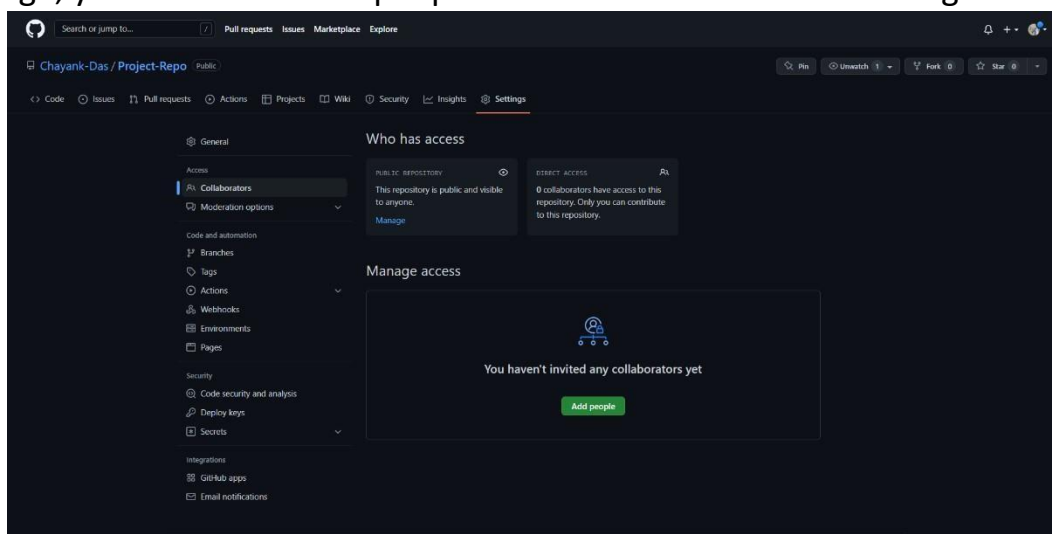 Search or jump to... / Pull requests Issues Marketplace Explore
Chayank-Das / Project-Repo Public
Pin Unwatch 1 Fork 0 Star 0
Code Issues Pull requests Actions Projects Wiki Security Insights Settings
General
Access
Collaborators
Moderation options
Code and automation
Branches
Tags
Actions
Webhooks
Environments
Pages
Security
Code security and analysis
Deploy keys
Secrets
Integrations
GitHub apps
Email notifications
Who has access
PUBLIC REPOSITORY
This repository is public and visible
to anyone.
Manage
DIRECT ACCESS
0 collaborators have access to this
repository. Only you can contribute
to this repository.
Manage access
You haven't invited any collaborators yet
Add people